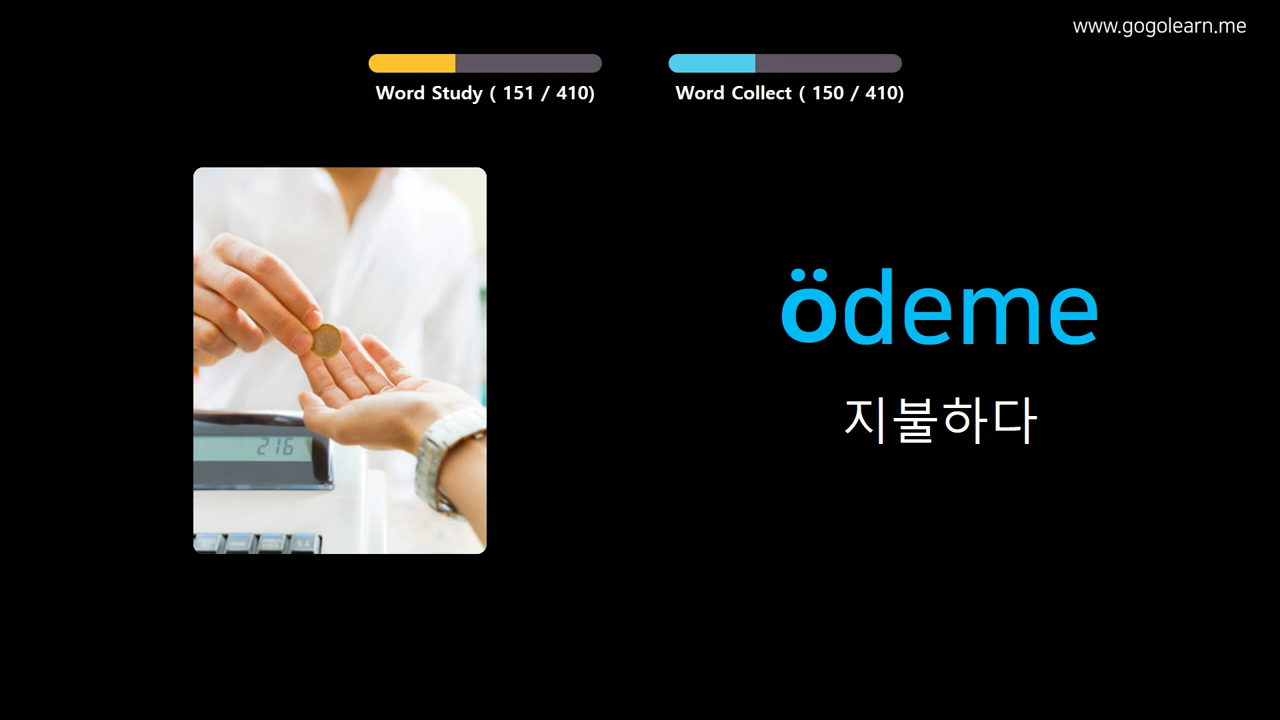 www.gogolearn.me
Word Study ( 151 / 410)
Word Collect ( 150 / 410)
216
ödeme
지불하다